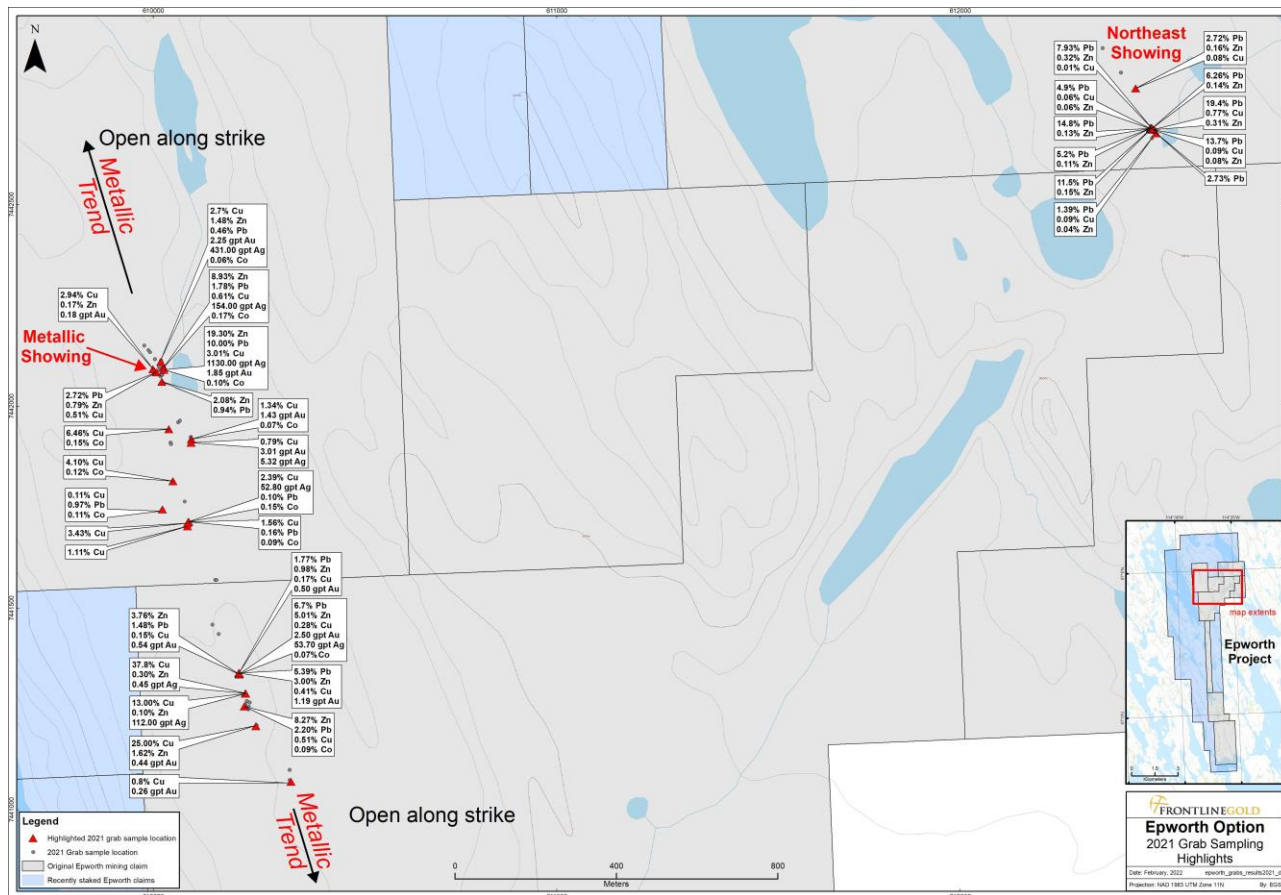 610000
611000
612000
7442500
7442000
7441500
7441000
N
Open along strike
Metallic
Trend
Northeast
Showing
7.93% Pb
0.32% Zn
0.01% Cu
4.9% Pb
0.06% Cu
0.06% Zn
14.8% Pb
0.13% Zn
5.2% Pb
0.11% Zn
11.5% Pb
0.15% Zn
1.39% Pb
0.09% Cu
0.04% Zn
2.72% Pb
0.16% Zn
0.08% Cu
6.26% Pb
0.14% Zn
19.4% Pb
0.77% Cu
0.31% Zn
13.7% Pb
0.09% Cu
0.08% Zn
2.73% Pb
2.7% Cu
1.48% Zn
0.46% Pb
2.25 gpt Au
431.00 gpt Ag
0.06% Co
8.93% Zn
1.78% Pb
0.61% Cu
154.00 gpt Ag
0.17% Co
2.94% Cu
0.17% Zn
0.18 gpt Au
Metallic
Showing
19.30% Zn
10.00% Pb
3.01% Cu
1130.00 gpt Ag
1.85 gpt Au
0.10% Co
2.72% Pb
0.79% Zn
0.51% Cu
2.08% Zn
0.94% Pb
1.34% Cu
1.43 gpt Au
0.07% Co
6.46% Cu
0.15% Co
0.79% Cu
3.01 gpt Au
5.32 gpt Ag
4.10% Cu
0.12% Co
2.39% Cu
52.80 gpt Ag
0.10% Pb
0.15% Co
0.11% Cu
0.97% Pb
0.11% Co
3.43% Cu
1.11% Cu
1.56% Cu
0.16% Pb
0.09% Co
1.77% Pb
0.98% Zn
0.17% Cu
0.50 gpt Au
3.76% Zn
1.48% Pb
0.15% Cu
0.54 gpt Au
6.7% Pb
5.01% Zn
0.28% Cu
2.50 gpt Au
53.70 gpt Ag
0.07% Co
37.8% Cu
0.30% Zn
0.45 gpt Ag
5.39% Pb
3.00% Zn
0.41% Cu
1.19 gpt Au
13.00% Cu
0.10% Zn
112.00 gpt Ag
8.27% Zn
2.20% Pb
0.51% Cu
0.09% Co
25.00% Cu
1.62% Zn
0.44 gpt Au
0.8% Cu
0.26 gpt Au
Metallic
Trend
Open along strike
Legend
Highlighted 2021 grab sample location
2021 Grab sample location
Original Epworth mining claim
Recently staked Epworth claims
0 400 800
Meters
map extents
Epworth
Project
Kilometers
FRONTLINEGOLD
Epworth Option
2021 Grab Sampling
Highlights
Date: February, 2022
Projection: NAD 1983 UTM Zone 11N